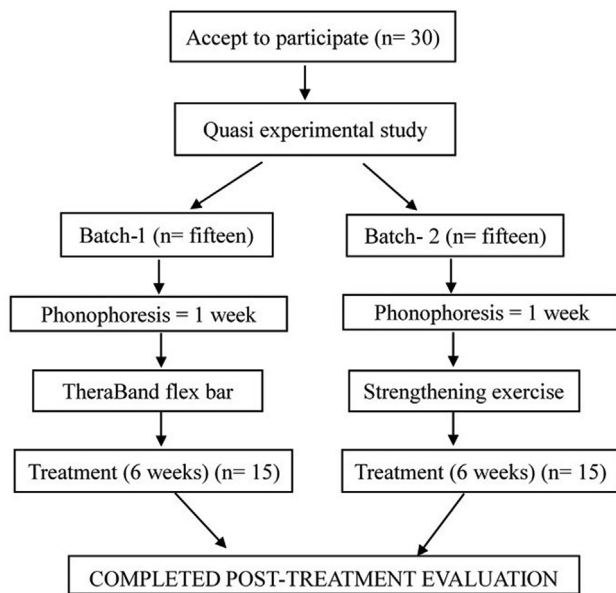 Accept to participate (n= 30)
Quasi experimental study
Batch-1 (n= fifteen)
Batch- 2 (n= fifteen)
Phonophoresis = 1 week
Phonophoresis = 1 week
TheraBand flex bar
Strengthening exercise
Treatment (6 weeks) (n= 15)
Treatment (6 weeks) (n= 15)
COMPLETED POST-TREATMENT EVALUATION